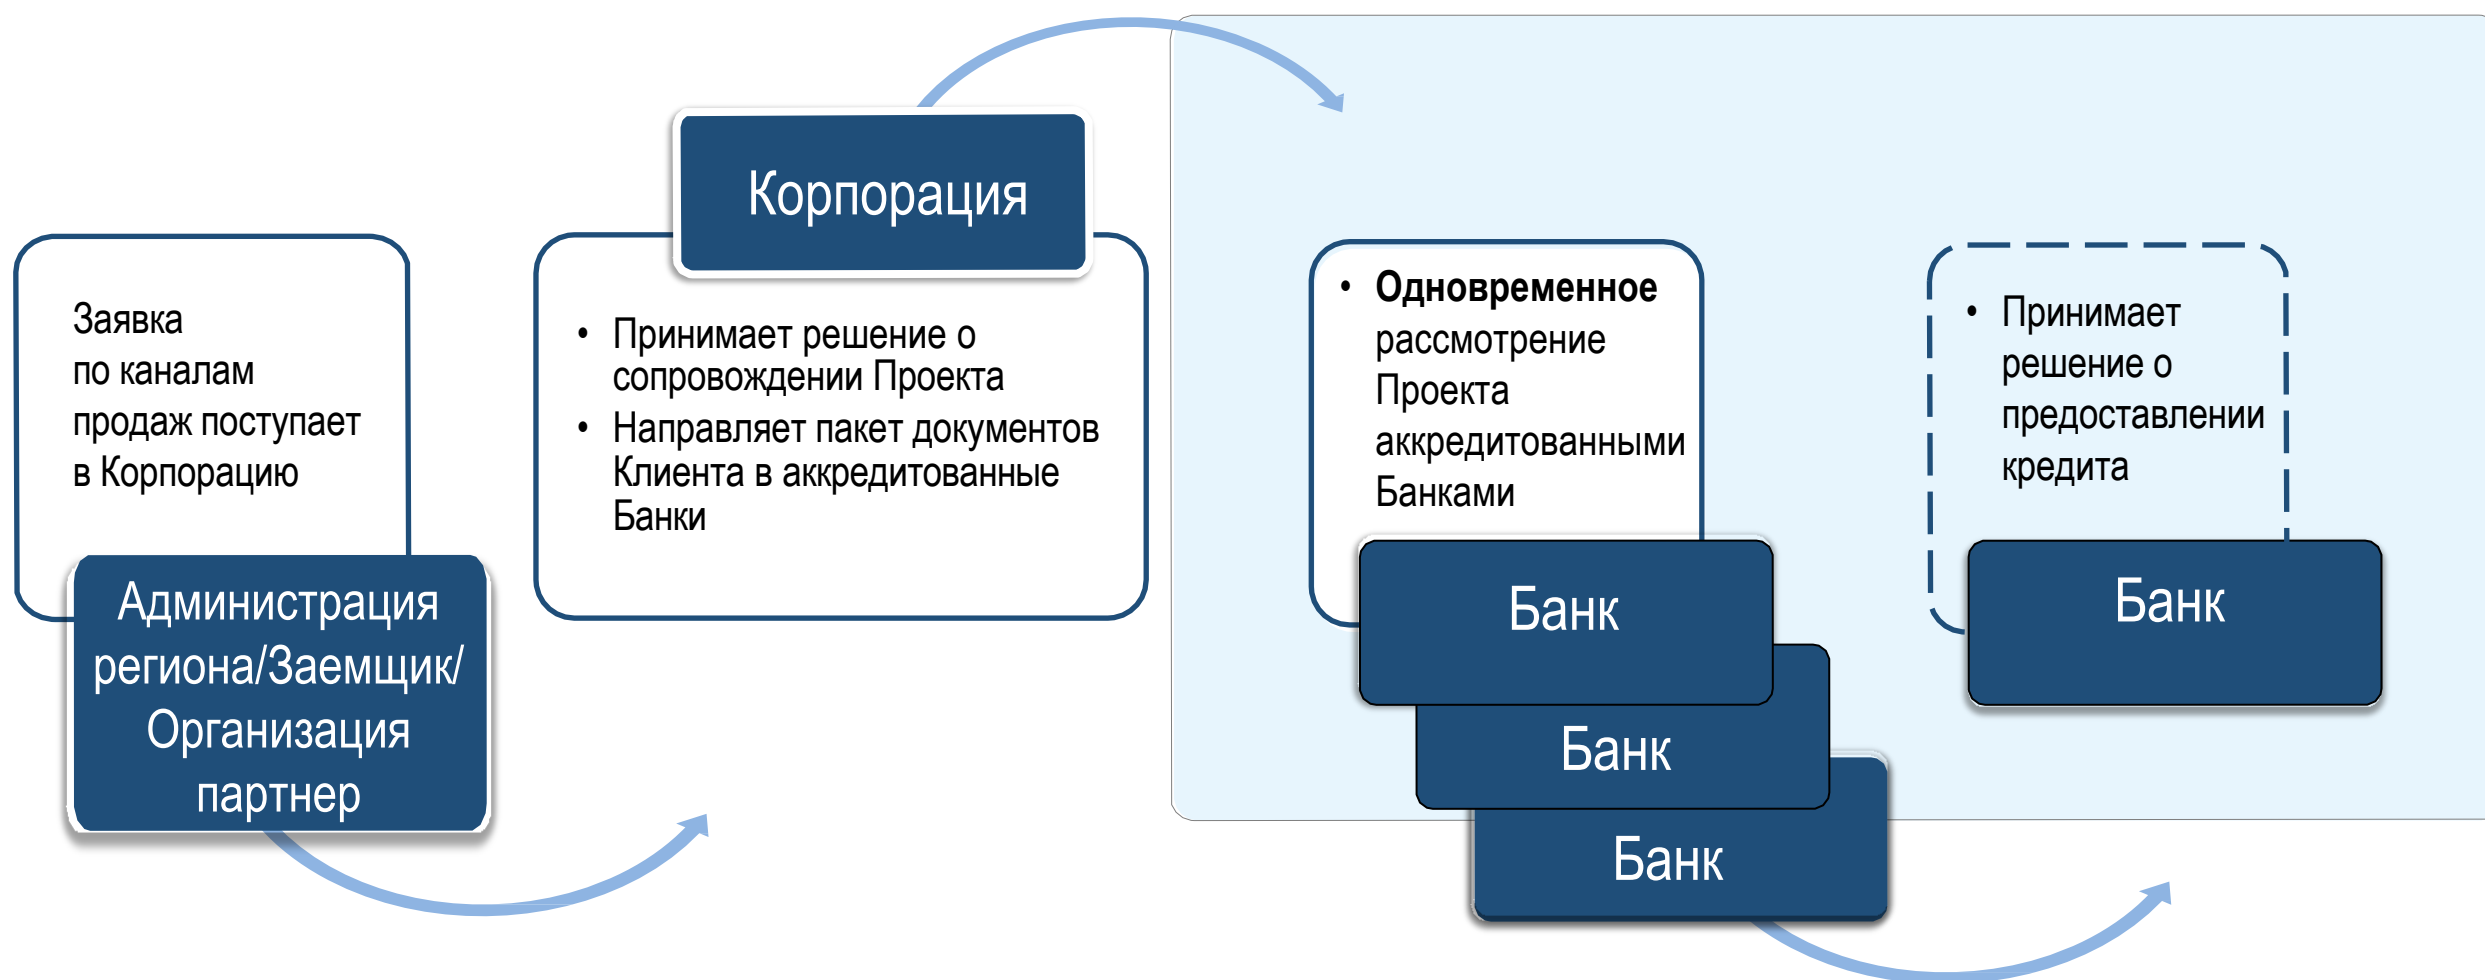 Заявка
по каналам
продаж поступает
в Корпорацию
Администрация
региона/Заемщик/
Организация
партнер
Корпорация
• Принимает решение о
сопровождении Проекта
• Направляет пакет документов
Клиента в аккредитованные
Банки
• Одновременное
рассмотрение
Проекта
аккредитованными
Банками
Банк
Банк
Банк
• Принимает
решение о
предоставлении
кредита
Банк